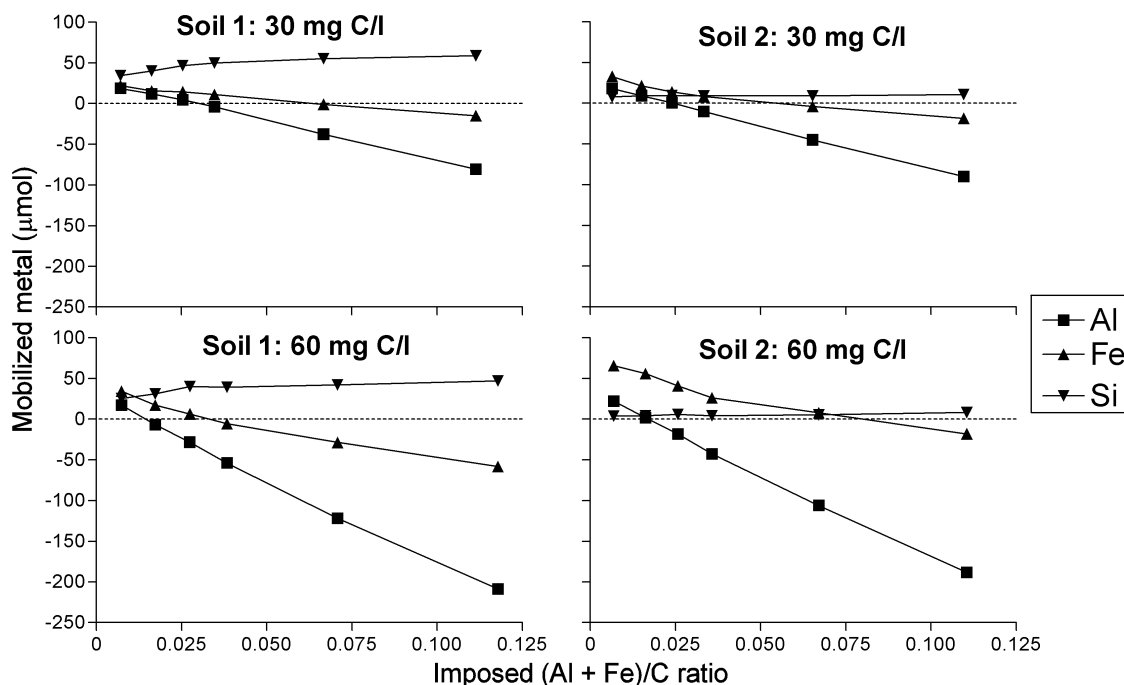 Soil 1: 30 mg C/l
Soil 2: 30 mg C/l
100
50
0
-50
-100
-150
-200
-250
Soil 1: 60 mg C/l
Soil 2: 60 mg C/l
100
50
0
-50
-100
-150
-200
-250
0 0.025 0.050 0.075 0.100 0.125
0 0.025 0.050 0.075 0.100 0.125
Mobilized metal (µmol)
Imposed (Al + Fe)/C ratio
Al
Fe
Si